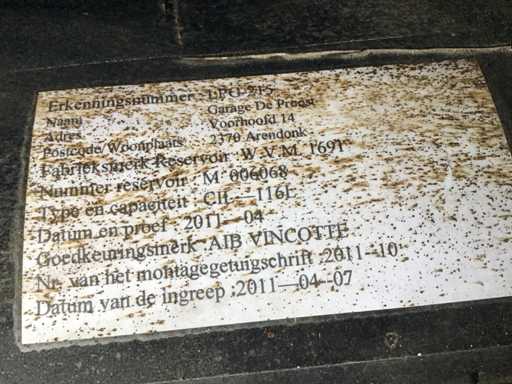 Erkenningsnummer : LPG 215
Naam : Garage De Proost
Adres : Voorhoofd 14
Postcode/Woonplaats : 2370 Arendonk
Fabrieksmerk Reservoir : W V M
Nummer reservoir : M 006068
Type en capaciteit : CIL — 116L
Datum en proef : 2011 – 04
Goedkeuringsmerk AIB VINCOTTE
Nr. van het montagegetuigschrift : 2011–10
Datum van de ingreep : 2011—04–07